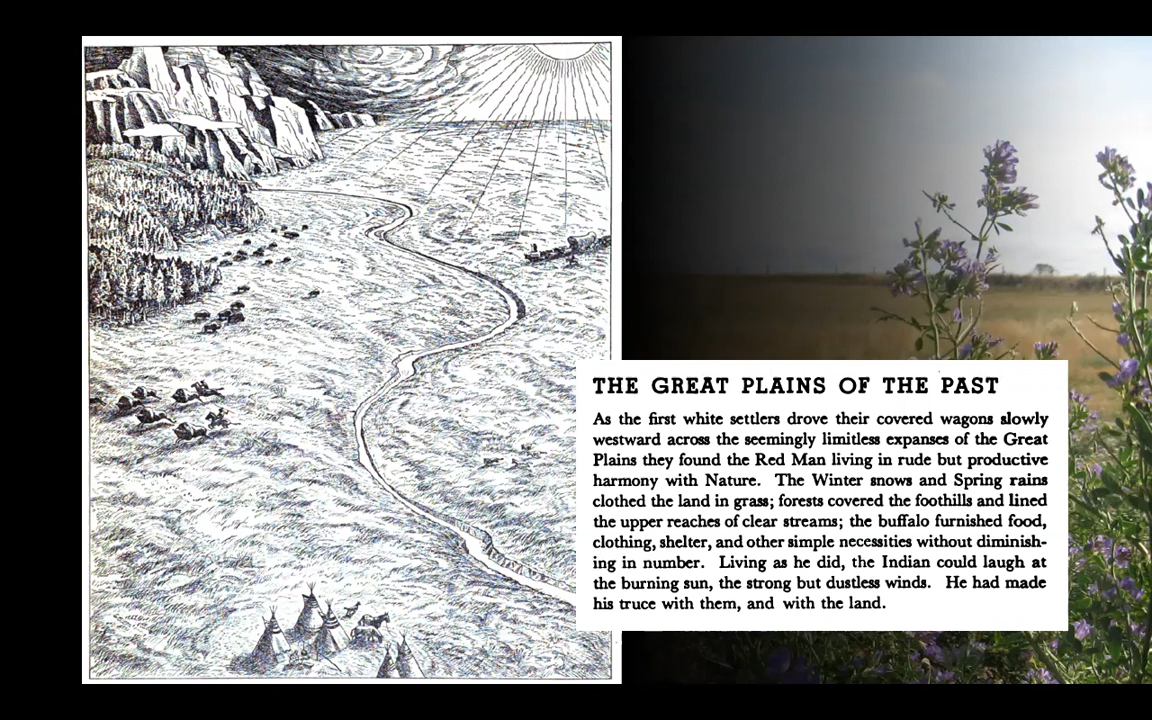 THE GREAT PLAINS OF THE PAST
As the first white settlers drove their covered wagons slowly
westward across the seemingly limitless expanses of the Great
Plains they found the Red Man living in rude but productive
harmony with Nature. The Winter snows and Spring rains
clothed the land in grass; forests covered the foothills and lined
the upper reaches of clear streams; the buffalo furnished food,
clothing, shelter, and other simple necessities without diminish-
ing in number. Living as he did, the Indian could laugh at
the burning sun, the strong but dustless winds. He had made
his truce with them, and with the land.